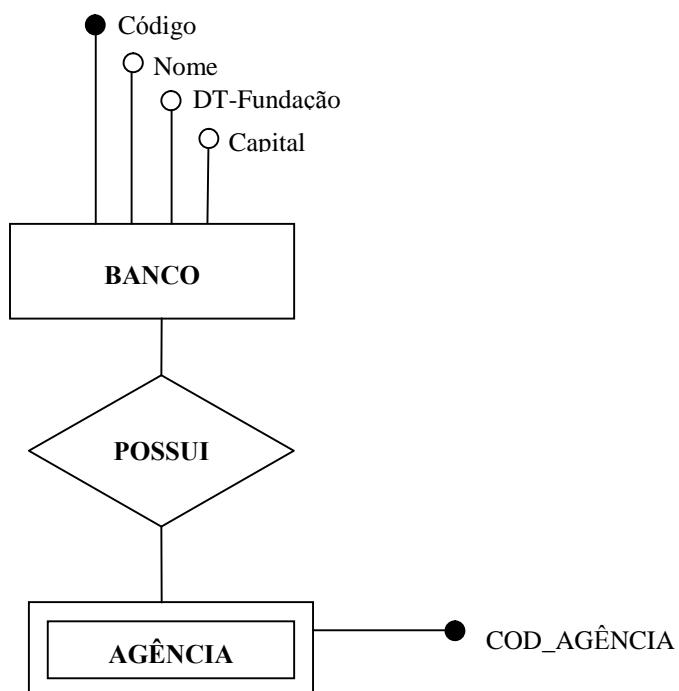 Código
Nome
DT-Fundação
Capital
BANCO
POSSUI
AGÊNCIA
COD_AGÊNCIA